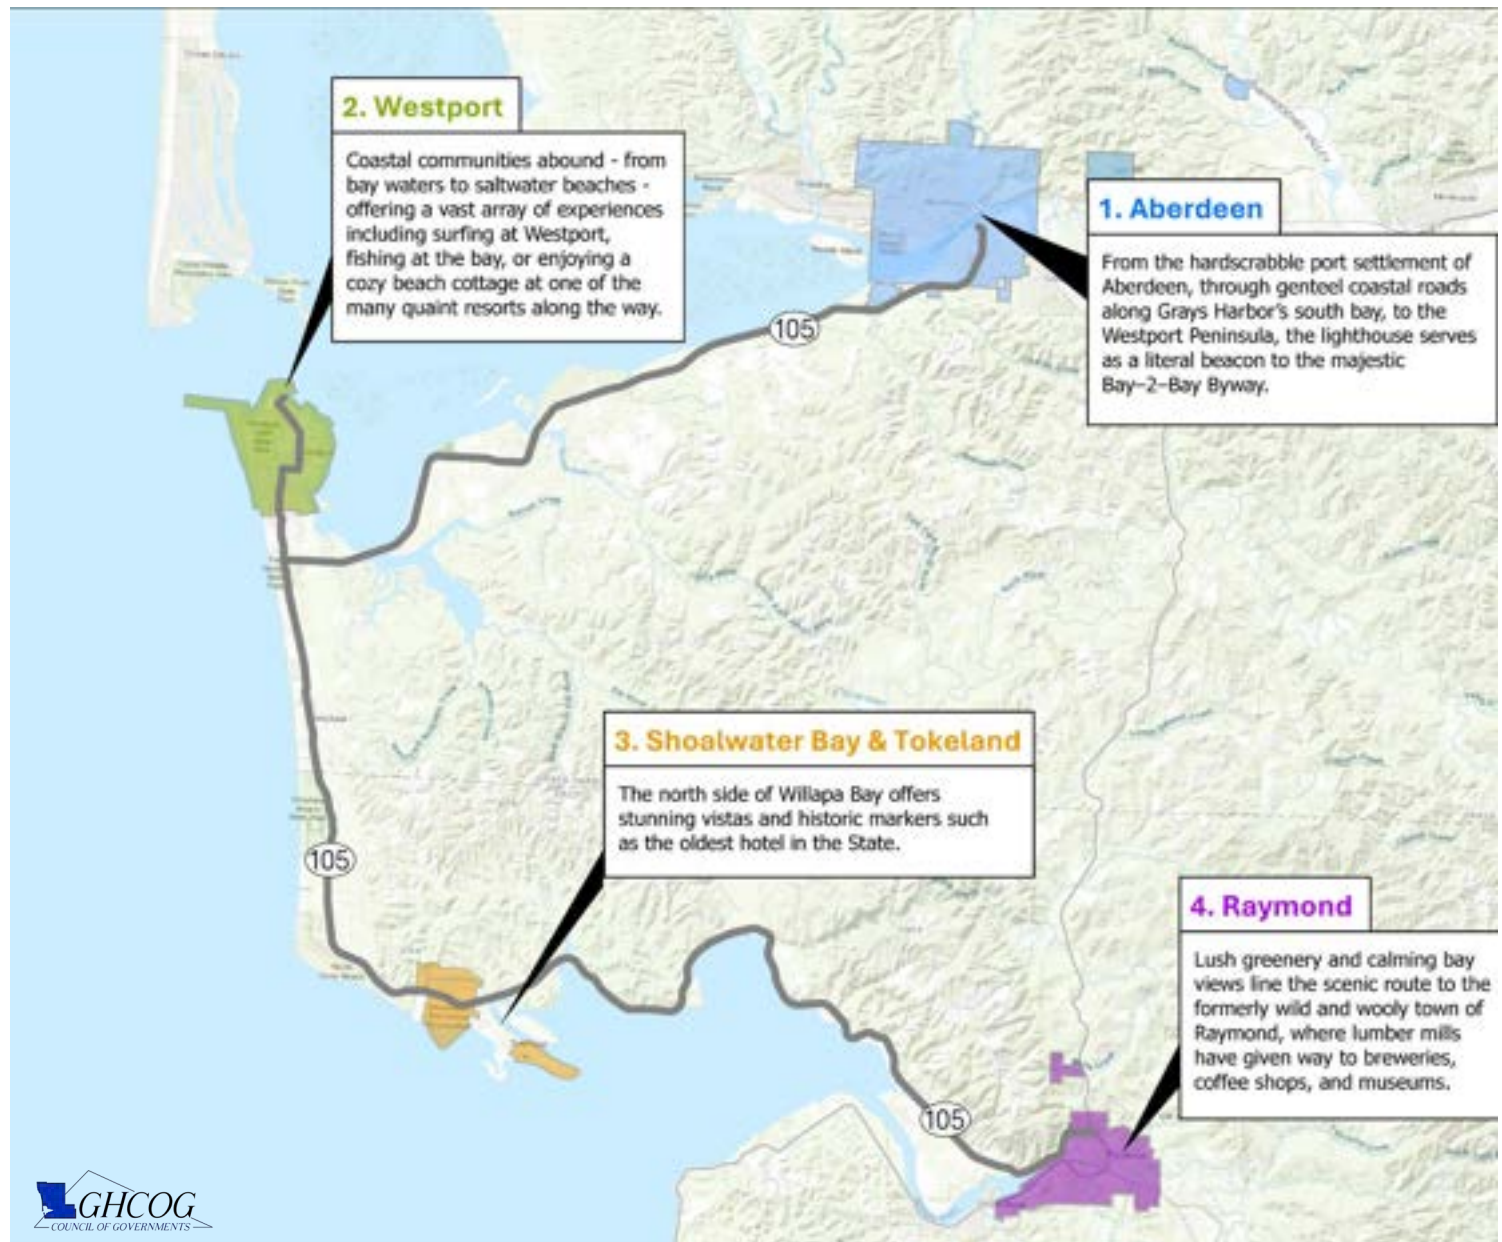 2. Westport
Coastal communities abound - from
bay waters to saltwater beaches -
offering a vast array of experiences
including surfing at Westport,
fishing at the bay, or enjoying a
cozy beach cottage at one of the
many quaint resorts along the way.
1. Aberdeen
From the hardscrabble port settlement of
Aberdeen, through genteel coastal roads
along Grays Harbor's south bay, to the
Westport Peninsula, the lighthouse serves
as a literal beacon to the majestic
Bay–2–Bay Byway.
105
3. Shoalwater Bay & Tokeland
The north side of Willapa Bay offers
stunning vistas and historic markers such
as the oldest hotel in the State.
105
4. Raymond
Lush greenery and calming bay
views line the scenic route to the
formerly wild and wooly town of
Raymond, where lumber mills
have given way to breweries,
coffee shops, and museums.
105
GHCOG
COUNCIL OF GOVERNMENTS